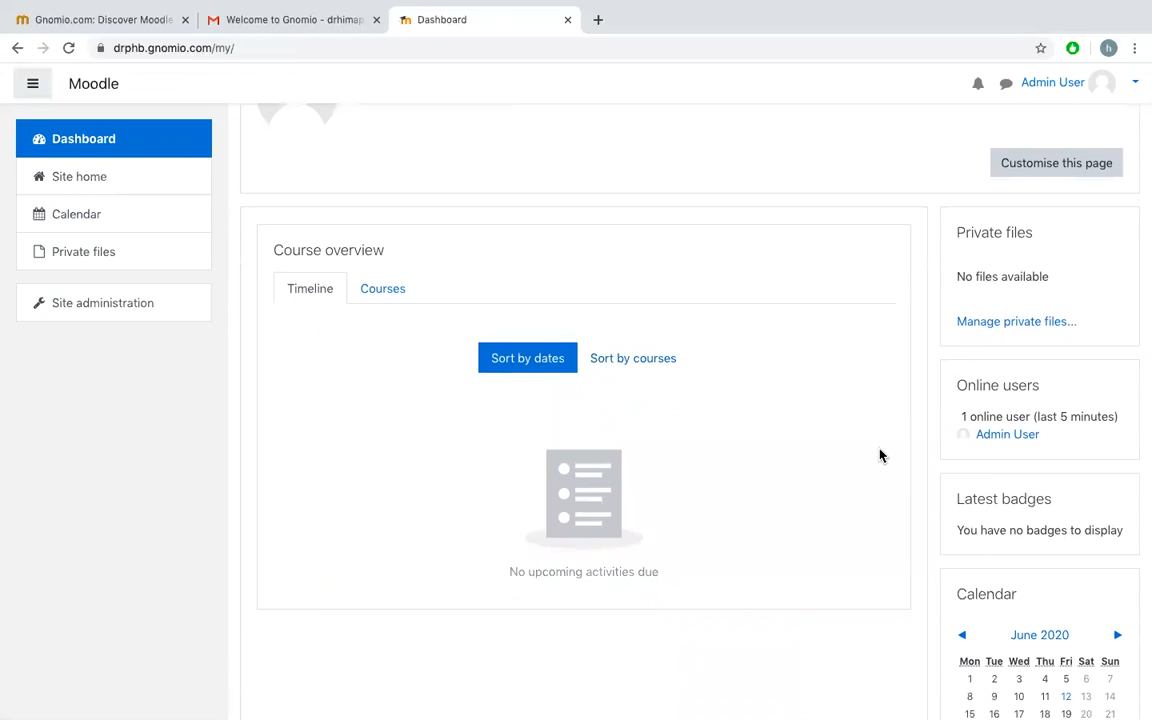 Gnomio.com: Discover Moodle
Welcome to Gnomio - drhimap
Dashboard
drphb.gnomio.com/my/
h
Moodle
Admin User
Dashboard
Site home
Calendar
Private files
Site administration
Customise this page
Course overview
Timeline Courses
Sort by dates Sort by courses
No upcoming activities due
Private files
No files available
Manage private files...
Online users
1 online user (last 5 minutes)
Admin User
Latest badges
You have no badges to display
Calendar
June 2020
Mon Tue Wed Thu Fri Sat Sun
1 2 3 4 5 6 7
8 9 10 11 12 13 14
15 16 17 18 19 20 21